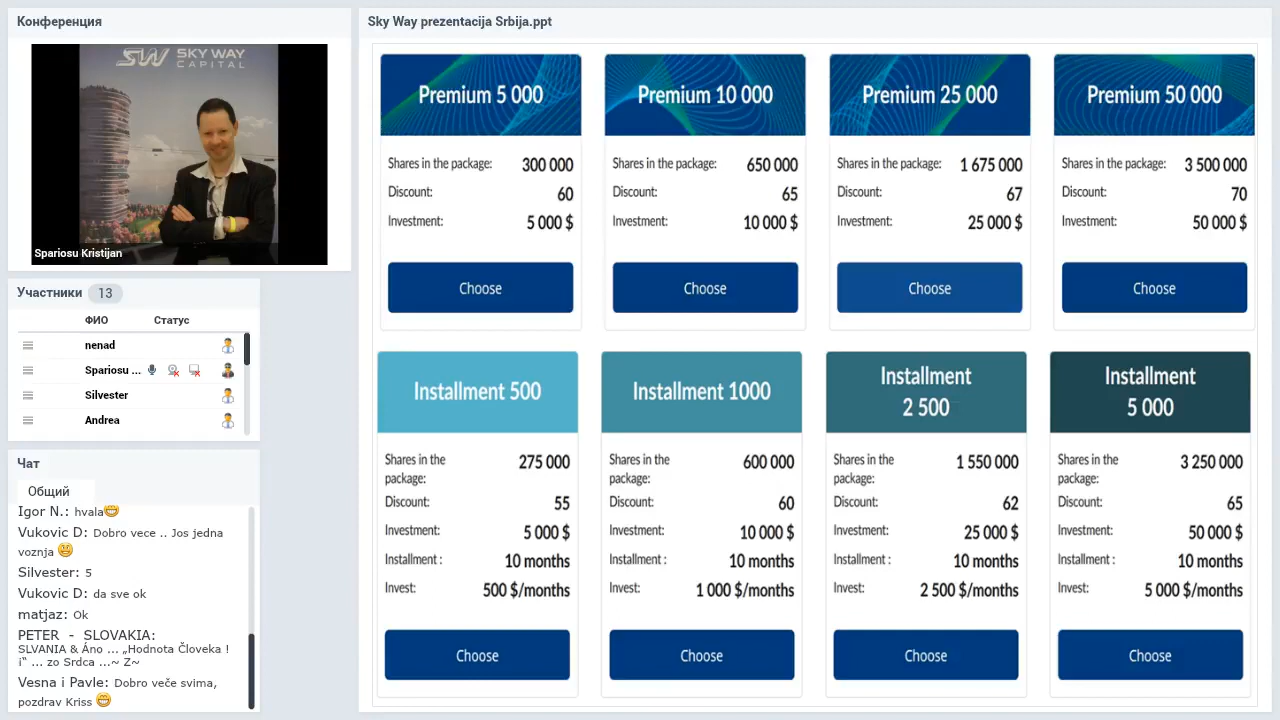 Конференция
SKY WAY
CAPITAL
Spariosu Kristijan
Участники 13
ФИО Статус
nenad
Spariosu ...
Silvester
Andrea
Чат
Общий
Igor N.: hvala
Vukovic D: Dobro vece .. Jos jedna
voznja
Silvester: 5
Vukovic D: da sve ok
matjaz: Ok
PETER - SLOVAKIA:
SLVANIA & Áno ... „Hodnota Človeka !
i“ ... zo Srdca ...~ Z~
Vesna i Pavle: Dobro veče svima,
pozdrav Kriss
Sky Way prezentacija Srbija.ppt
Premium 5 000
Shares in the package: 300 000
Discount: 60
Investment: 5 000 $
Choose
Premium 10 000
Shares in the package: 650 000
Discount: 65
Investment: 10 000 $
Choose
Premium 25 000
Shares in the package: 1 675 000
Discount: 67
Investment: 25 000 $
Choose
Premium 50 000
Shares in the package: 3 500 000
Discount: 70
Investment: 50 000 $
Choose
Installment 500
Shares in the 275 000
package:
Discount: 55
Investment: 5 000 $
Installment : 10 months
Invest: 500 $/months
Choose
Installment 1000
Shares in the 600 000
package:
Discount: 60
Investment: 10 000 $
Installment : 10 months
Invest: 1 000 $/months
Choose
Installment
2 500
Shares in the 1 550 000
package:
Discount: 62
Investment: 25 000 $
Installment : 10 months
Invest: 2 500 $/months
Choose
Installment
5 000
Shares in the 3 250 000
package:
Discount: 65
Investment: 50 000 $
Installment : 10 months
Invest: 5 000 $/months
Choose